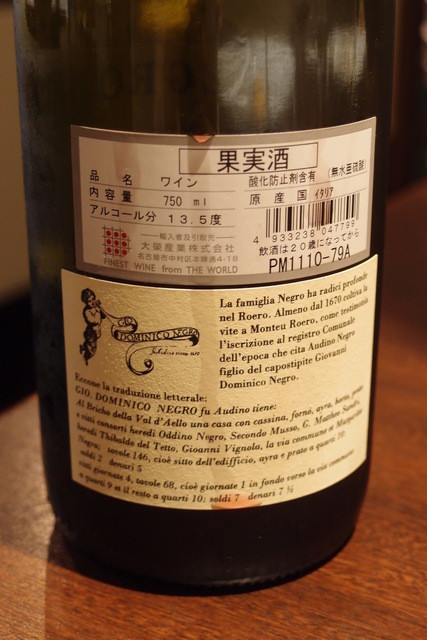 果実酒
品 名 ワイン 酸化防止剤含有 (無水亜硫酸)
内容量 750 ml 原産国 イタリア
アルコール分 13.5度
輸入者及引取先
大榮産業株式会社
名古屋市中区本陣通4-18
FINEST WINE from THE WORLD
4 933238 047799
飲酒は20歳になってから
PM1110-79A
GIO.
DOMINICO NEGRO
La famiglia Negro ha radici profonde
nel Roero. Almeno dal 1670 coltiva la
vite a Monteu Roero, come testimonia
l'iscrizione al registro Comunale
dell'epoca che cita Audino Negro
figlio del capostipite Giovanni
Dominico Negro.
Eccone la traduzione letterale:
GIO. DOMINICO NEGRO fu Audino tiene:
Al Bricho della Val d'Aello una casa con cassina, forno, ayra, horto, prato
e viti consorti heredi Oddino Negro, Secondo Musso, G. Mattheo Sandri,
heredi Thibaldo del Tetto, Gioanni Vignola, la via commune et Margarita
Negra; tavole 146, cioè sitto dell'edifficio, ayra e prato a quarti 10:
soldi 2 denari 5
viti giornate 4, tavole 68, cioè giornate 1 in fondo verso la via commune
a quarti 9 et il resto a quarti 10: soldi 7 denari 7 ½